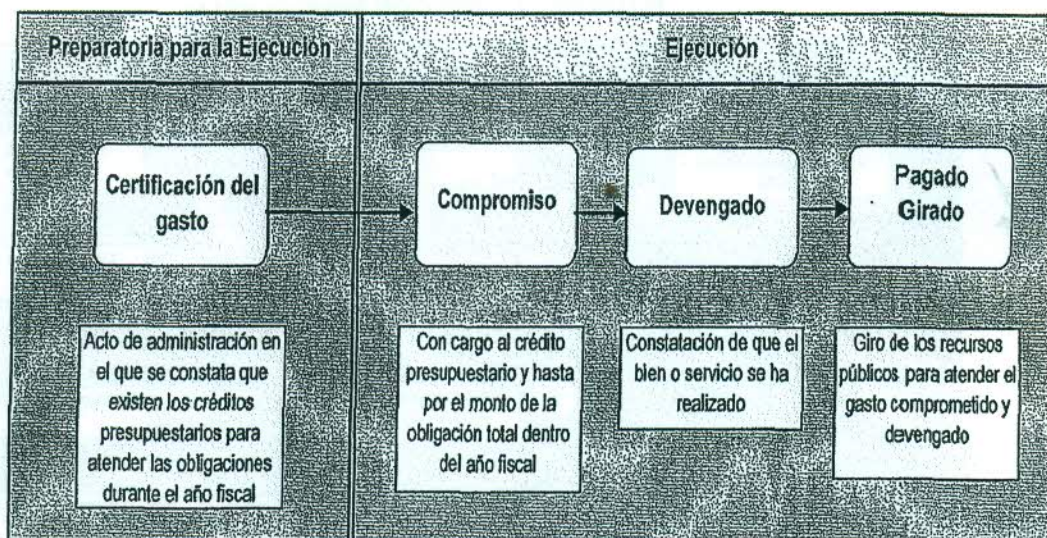 Preparatoria para la Ejecución
Ejecución
Certificación del
gasto
Compromiso
Devengado
Pagado
Girado
Acto de administración en
el que se constata que
existen los créditos
presupuestarios para
atender las obligaciones
durante el año fiscal
Con cargo al crédito
presupuestario y hasta
por el monto de la
obligación total dentro
del año fiscal
Constatación de que el
bien o servicio se ha
realizado
Giro de los recursos
públicos para atender el
gasto comprometido y
devengado